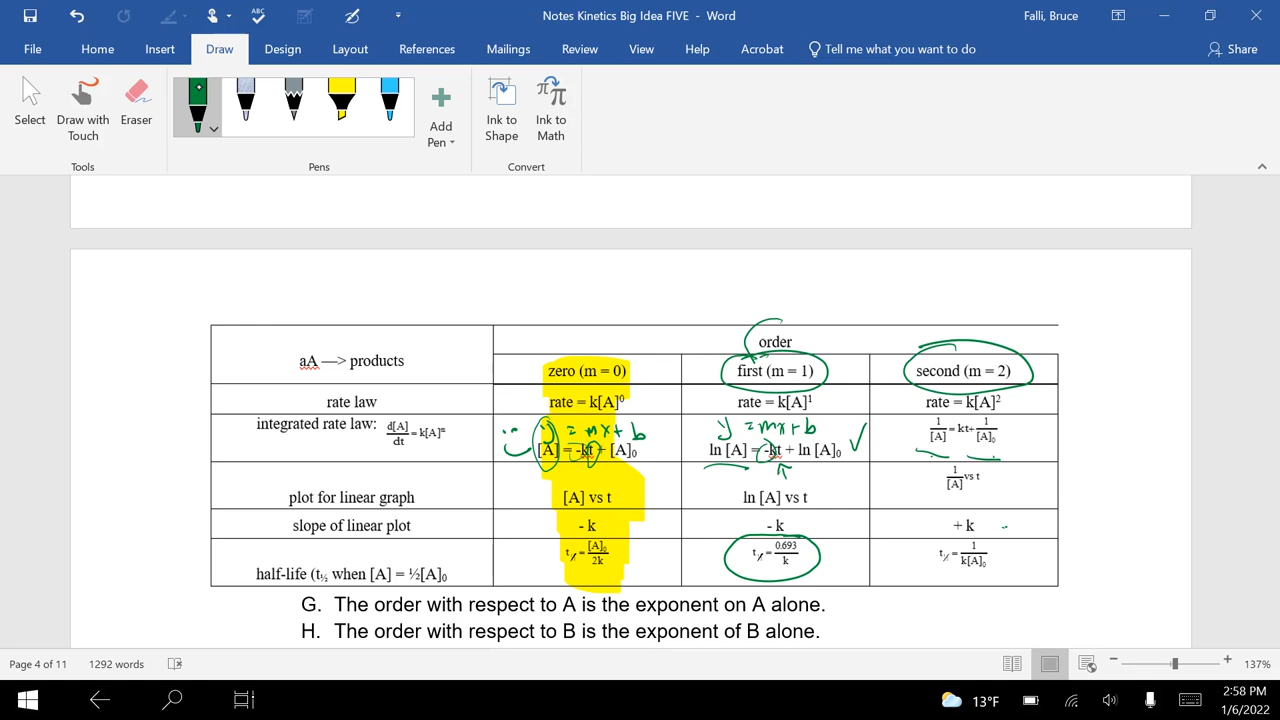 Notes Kinetics Big Idea FIVE - Word
Falli, Bruce
File Home Insert Draw Design Layout References Mailings Review View Help Acrobat Tell me what you want to do Share
Select
Draw with Touch
Eraser
Add Pen
Ink to Shape
Ink to Math
Tools
Pens
Convert
order
aA —> products
zero (m = 0) first (m = 1) second (m = 2)
rate law rate = k[A]⁰ rate = k[A]¹ rate = k[A]²
y = mx + b y = mx + b
integrated rate law: d[A]/dt = k[A]ᵐ [A] = -kt + [A]₀ ln [A] = -kt + ln [A]₀ 1/[A] = kt+ 1/[A]₀
plot for linear graph [A] vs t ln [A] vs t 1/[A] vs t
slope of linear plot - k - k + k
half-life (t½ when [A] = ½[A]₀ t½ = [A]₀/2k t½ = 0.693/k t½ = 1/k[A]₀
G. The order with respect to A is the exponent on A alone.
H. The order with respect to B is the exponent of B alone.
Page 4 of 11 1292 words 137%
13°F
2:58 PM
1/6/2022